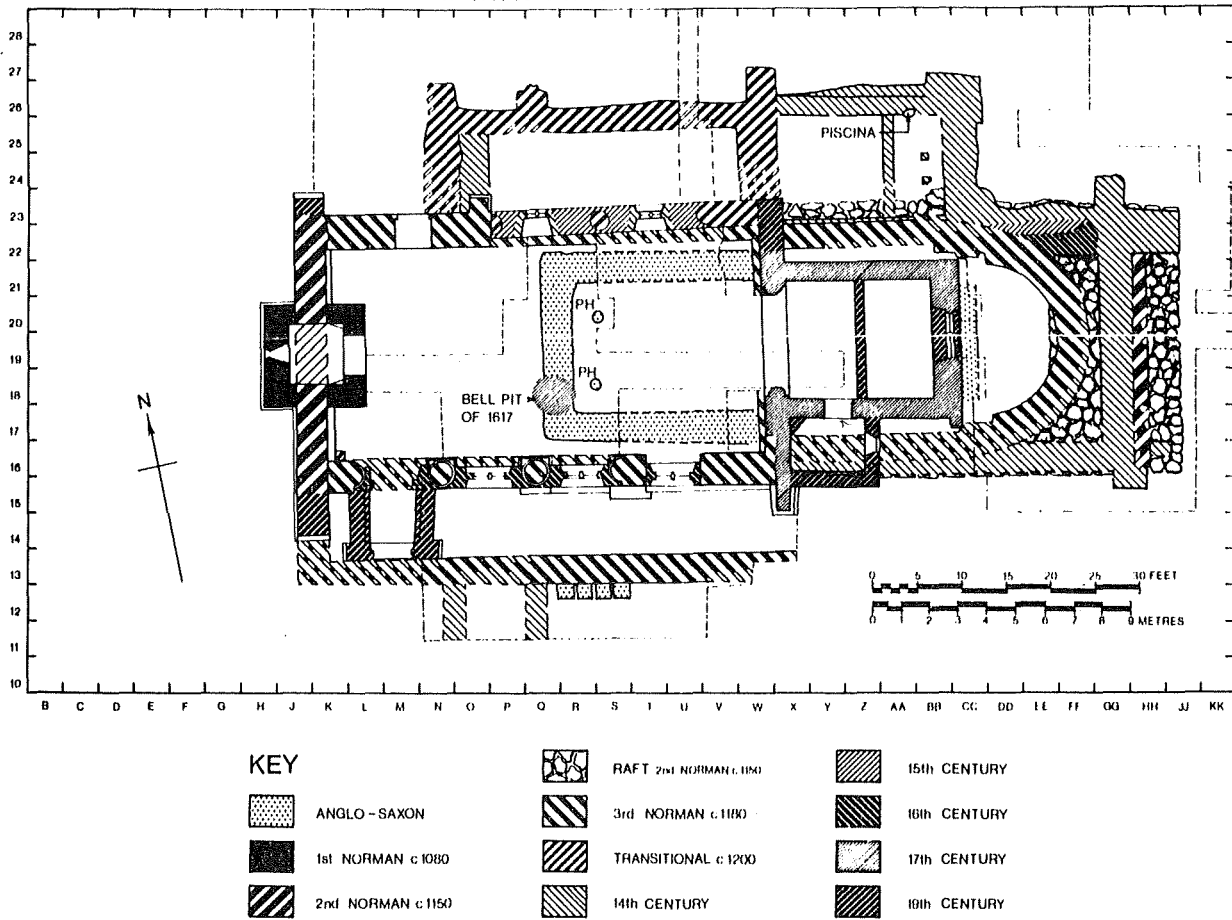 28
27
26
25
24
23
22
21
20
19
18
17
16
15
14
13
12
11
10
PISCINA
PH
PH
BELL PIT
OF 1617
N
0 5 10 15 20 25 30 FEET
0 1 2 3 4 5 6 7 8 9 METRES
B C D E F G H J K L M N O P Q R S T U V W X Y Z AA BB CC DD EE FF GG HH JJ KK
KEY
ANGLO-SAXON
1st NORMAN c 1080
2nd NORMAN c 1150
RAFT 2nd NORMAN c. 1150
3rd NORMAN c 1180
TRANSITIONAL c 1200
14th CENTURY
15th CENTURY
16th CENTURY
17th CENTURY